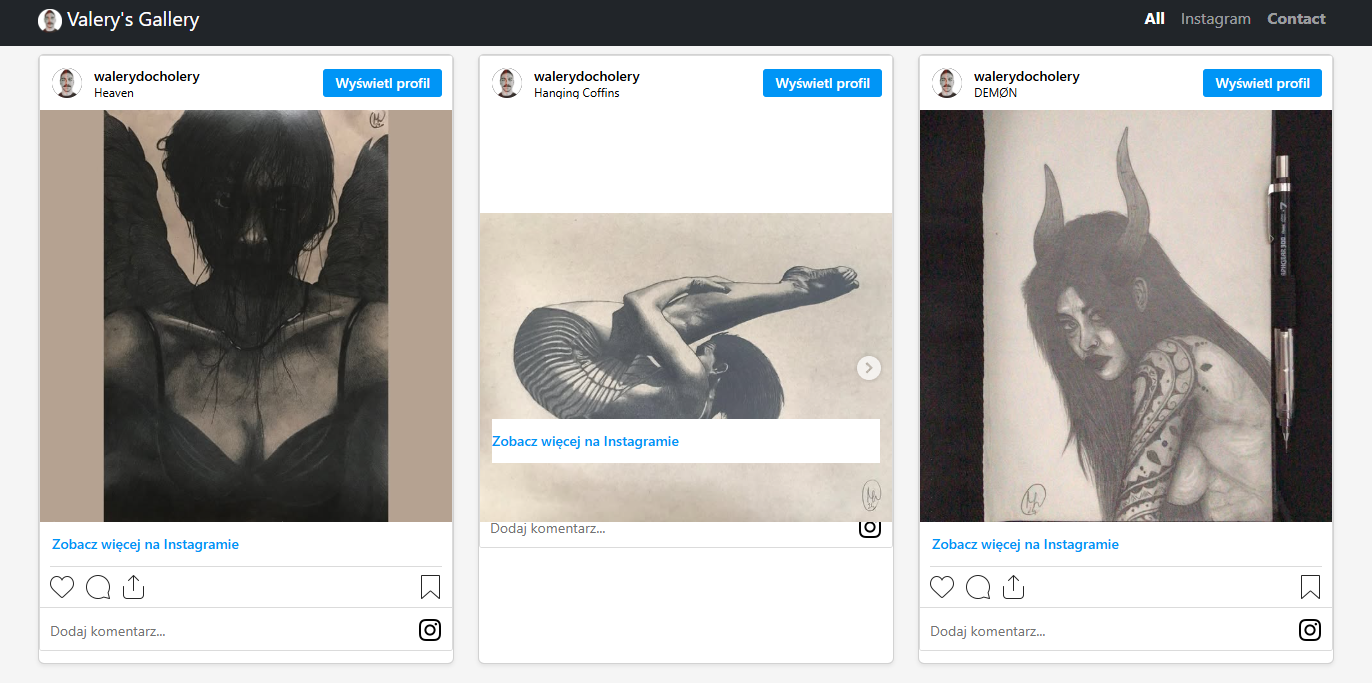 Valery's Gallery
All Instagram Contact
walerydocholery
Heaven
Wyświetl profil
Zobacz więcej na Instagramie
Dodaj komentarz...
walerydocholery
Hanging Coffins
Wyświetl profil
Zobacz więcej na Instagramie
Dodaj komentarz...
walerydocholery
DEMØN
Wyświetl profil
Zobacz więcej na Instagramie
Dodaj komentarz...